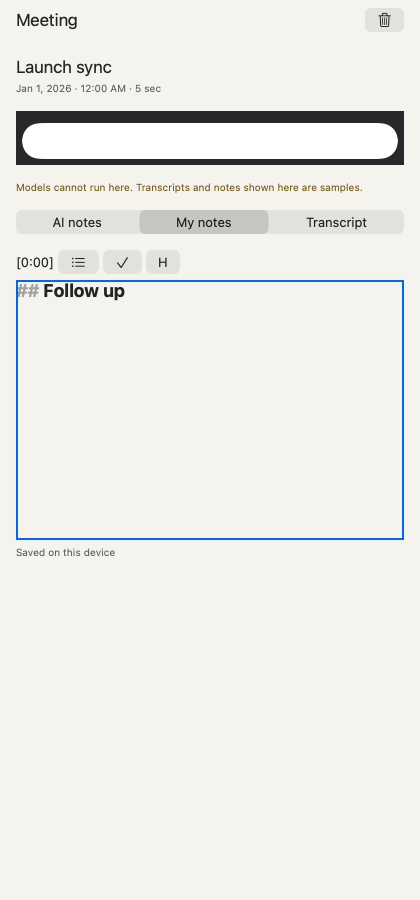 Meeting
Launch sync
Jan 1, 2026 · 12:00 AM · 5 sec
Models cannot run here. Transcripts and notes shown here are samples.
AI notes My notes Transcript
[0:00] H
## Follow up
Saved on this device